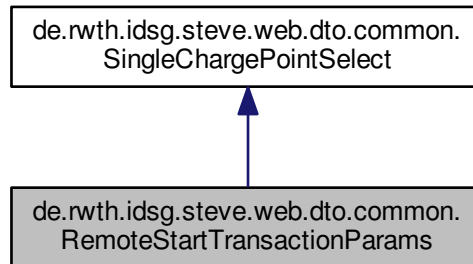 de.rwth.idsg.steve.web.dto.common.
SingleChargePointSelect
de.rwth.idsg.steve.web.dto.common.
RemoteStartTransactionParams